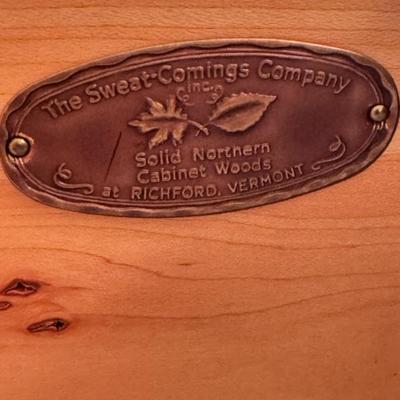 The Sweat-Comings Company
Inc.
Solid Northern
Cabinet Woods
at RICHFORD, VERMONT